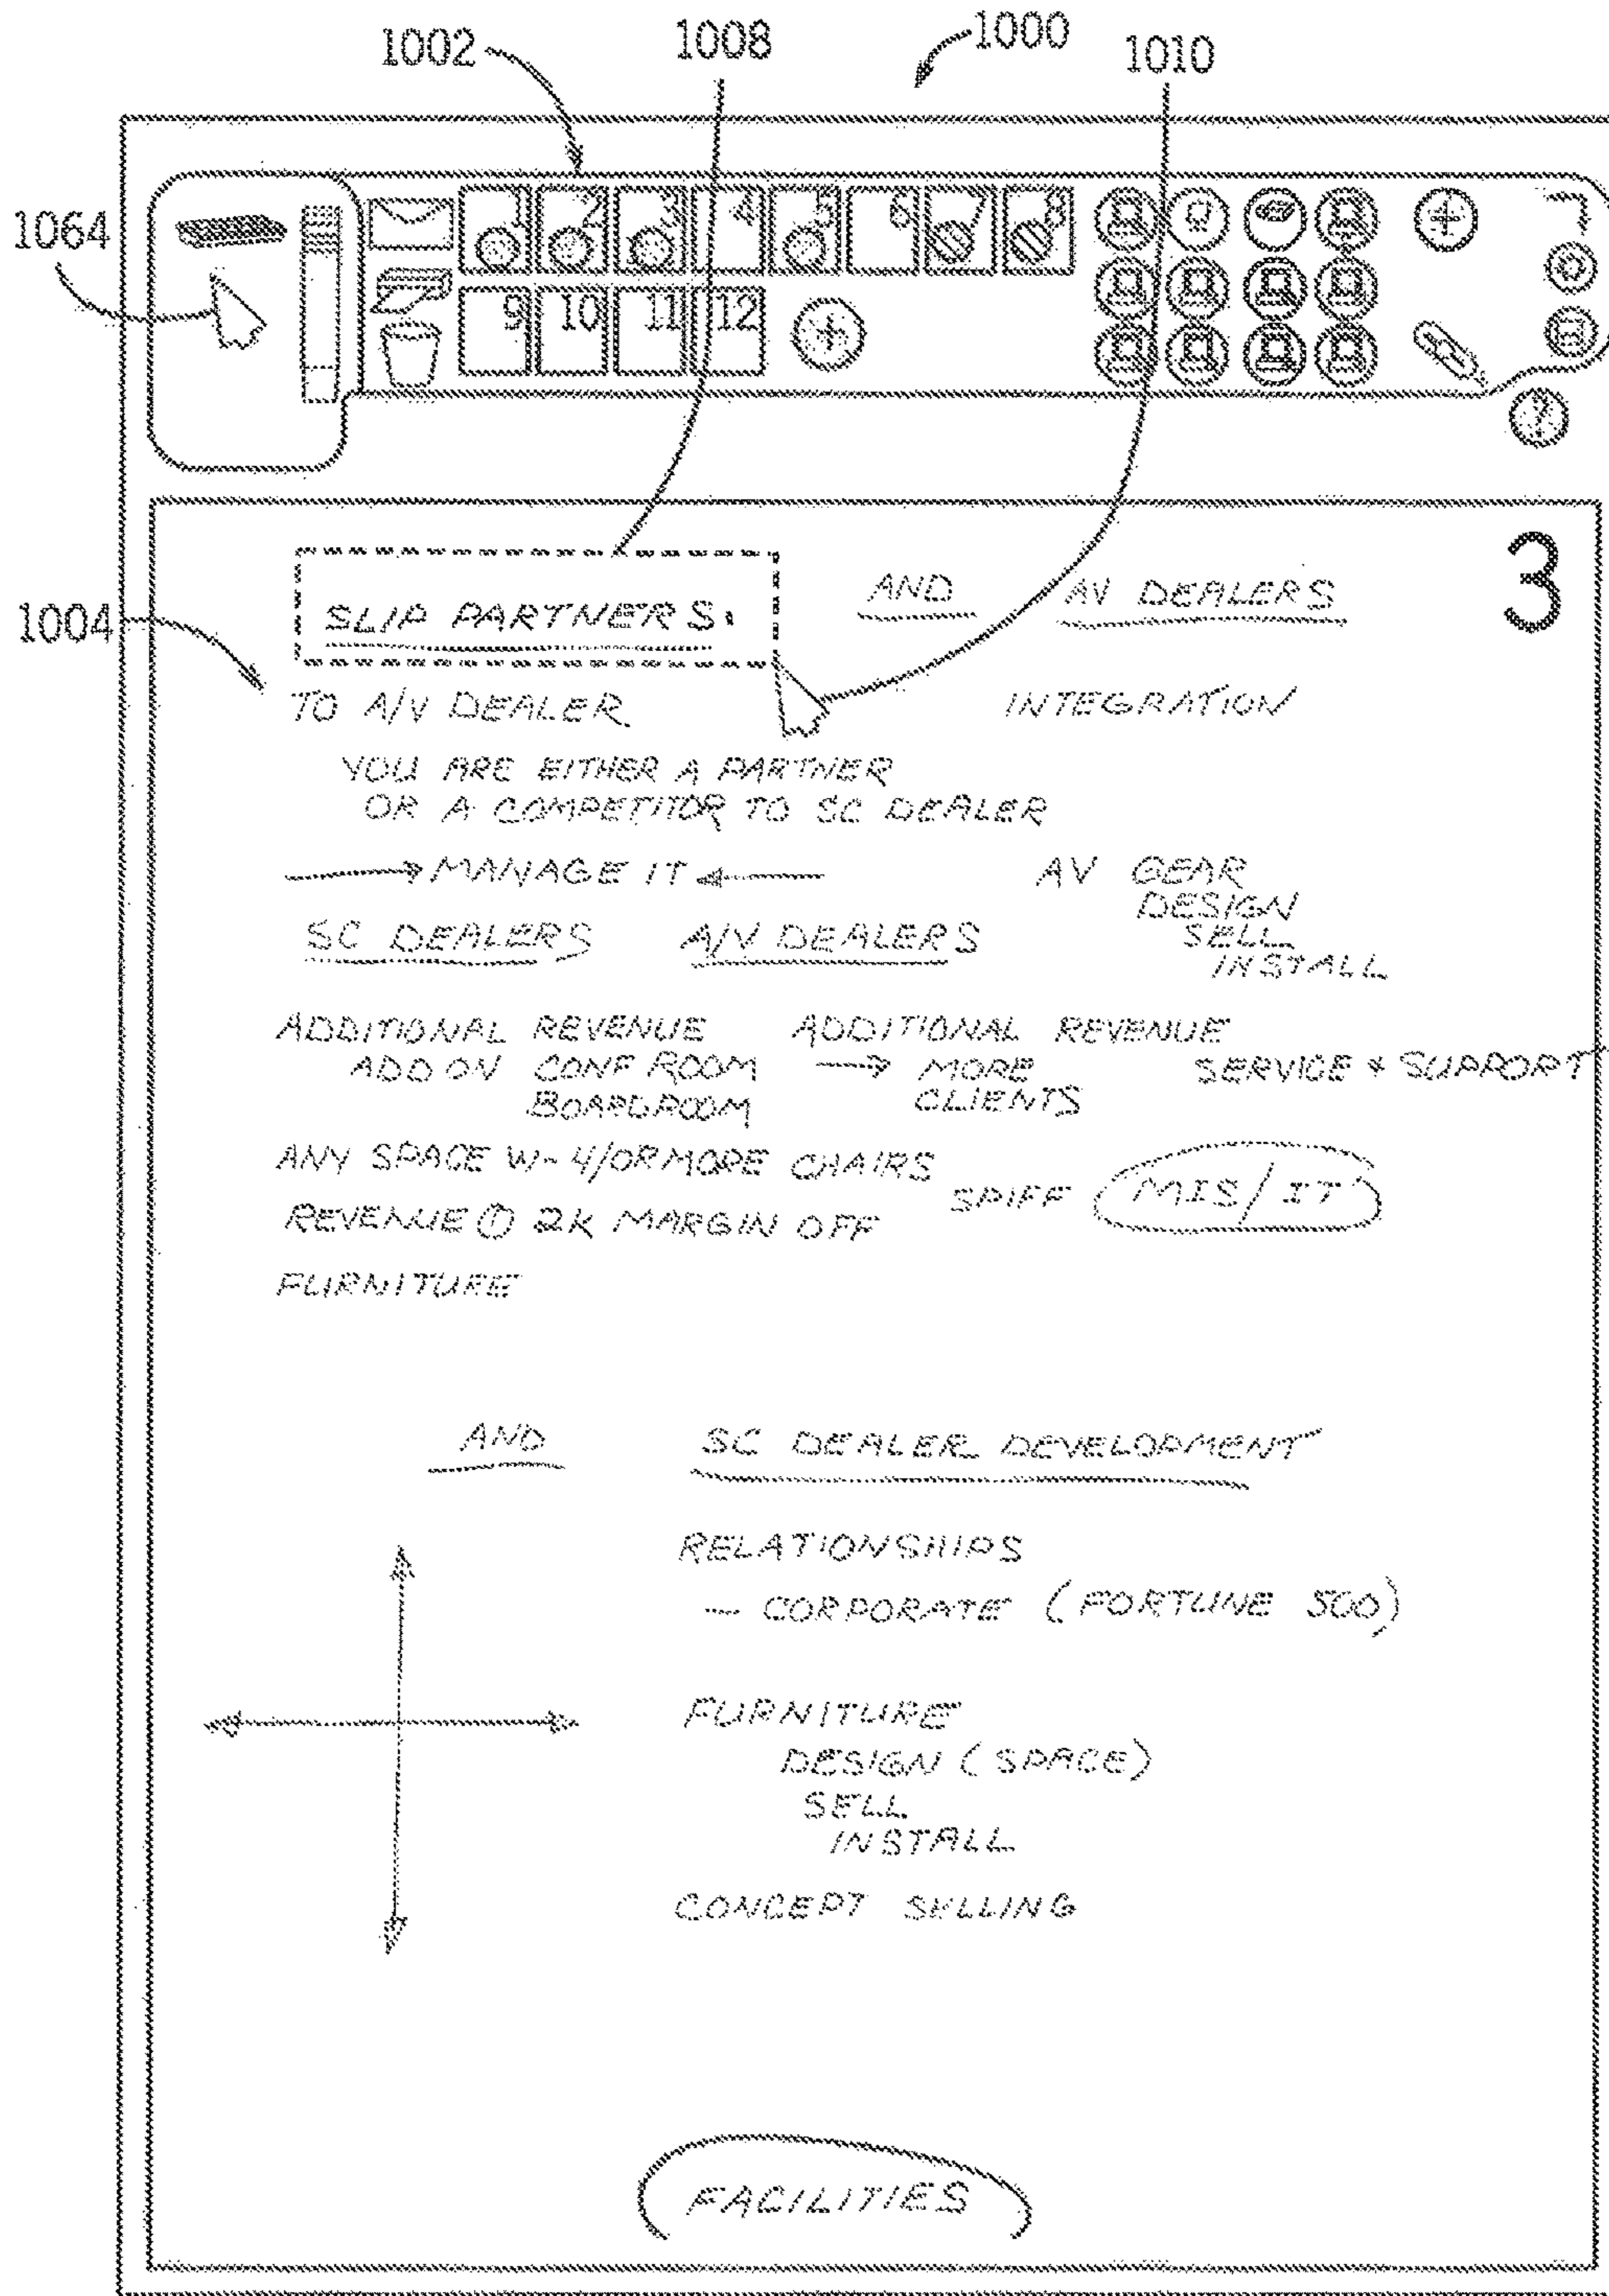 1002 1008 1000 1010
1064
1 2 3 4 5 6 7 8
9 10 11 12
?
3
1004
SLIP PARTNERS. AND AV DEALERS
TO A/V DEALER INTEGRATION
YOU ARE EITHER A PARTNER
OR A COMPETITOR TO SC DEALER
MANAGE IT AV GEAR
DESIGN
SC DEALERS A/V DEALERS SELL
INSTALL
ADDITIONAL REVENUE ADDITIONAL REVENUE
ADD ON CONF ROOM MORE SERVICE + SUPPORT
BOARDROOM CLIENTS
ANY SPACE W- 4/OR MORE CHAIRS
SPIFF MIS/IT
REVENUE ① 2K MARGIN OFF
FURNITURE
AND SC DEALER DEVELOPMENT
RELATIONSHIPS
— CORPORATE (FORTUNE 500)
FURNITURE
DESIGN (SPACE)
SELL
INSTALL
CONCEPT SELLING
FACILITIES